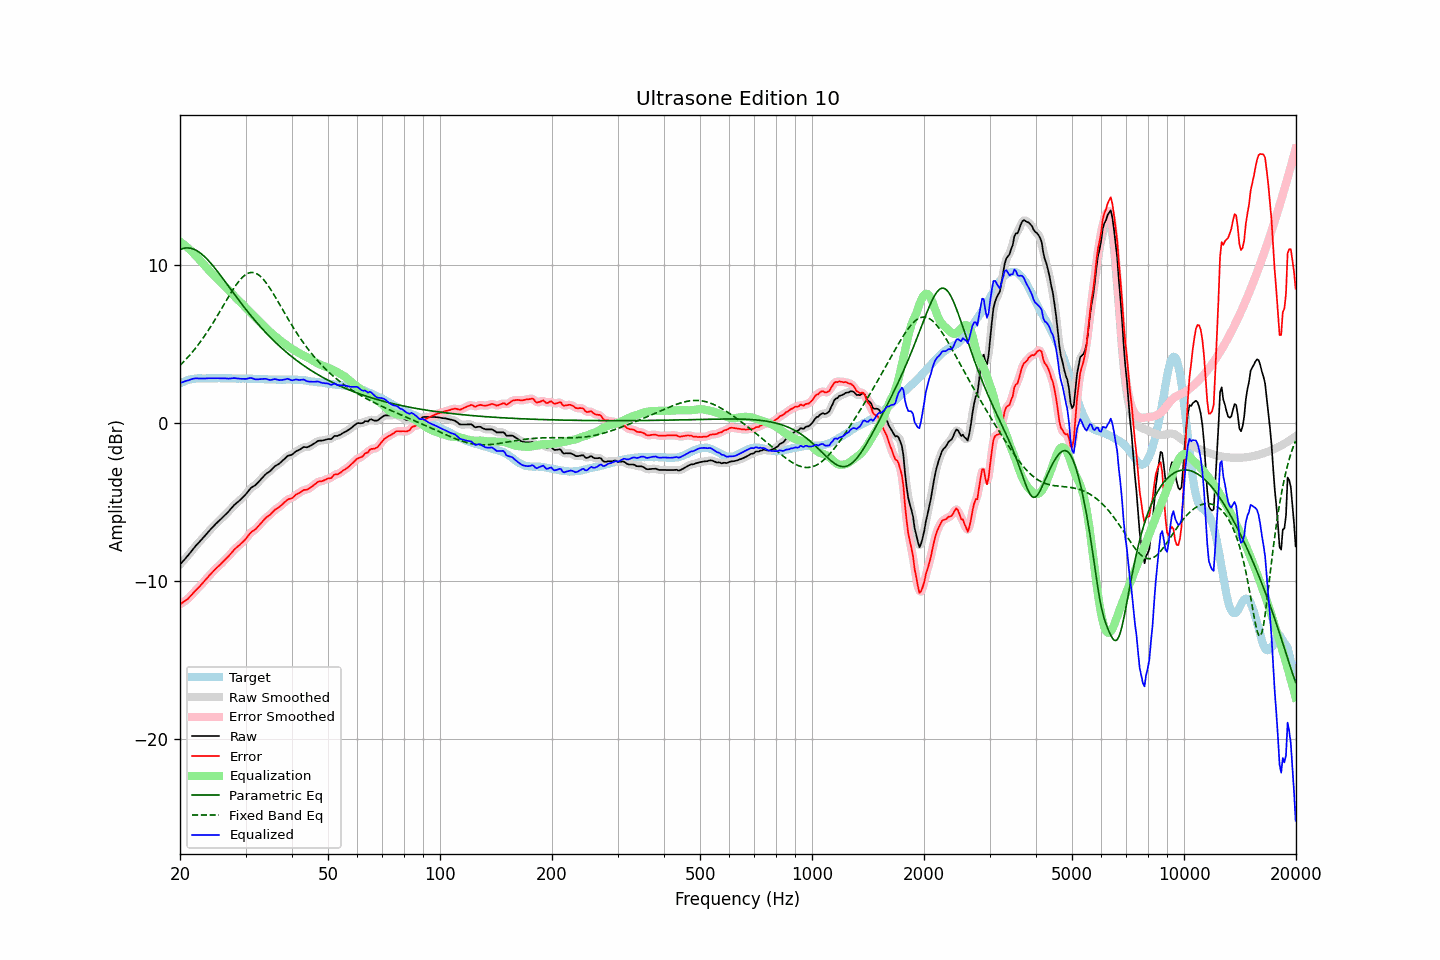 Ultrasone Edition 10
Amplitude (dBr)
10
0
−10
−20
Target
Raw Smoothed
Error Smoothed
Raw
Error
Equalization
Parametric Eq
Fixed Band Eq
Equalized
20 50 100 200 500 1000 2000 5000 10000 20000
Frequency (Hz)